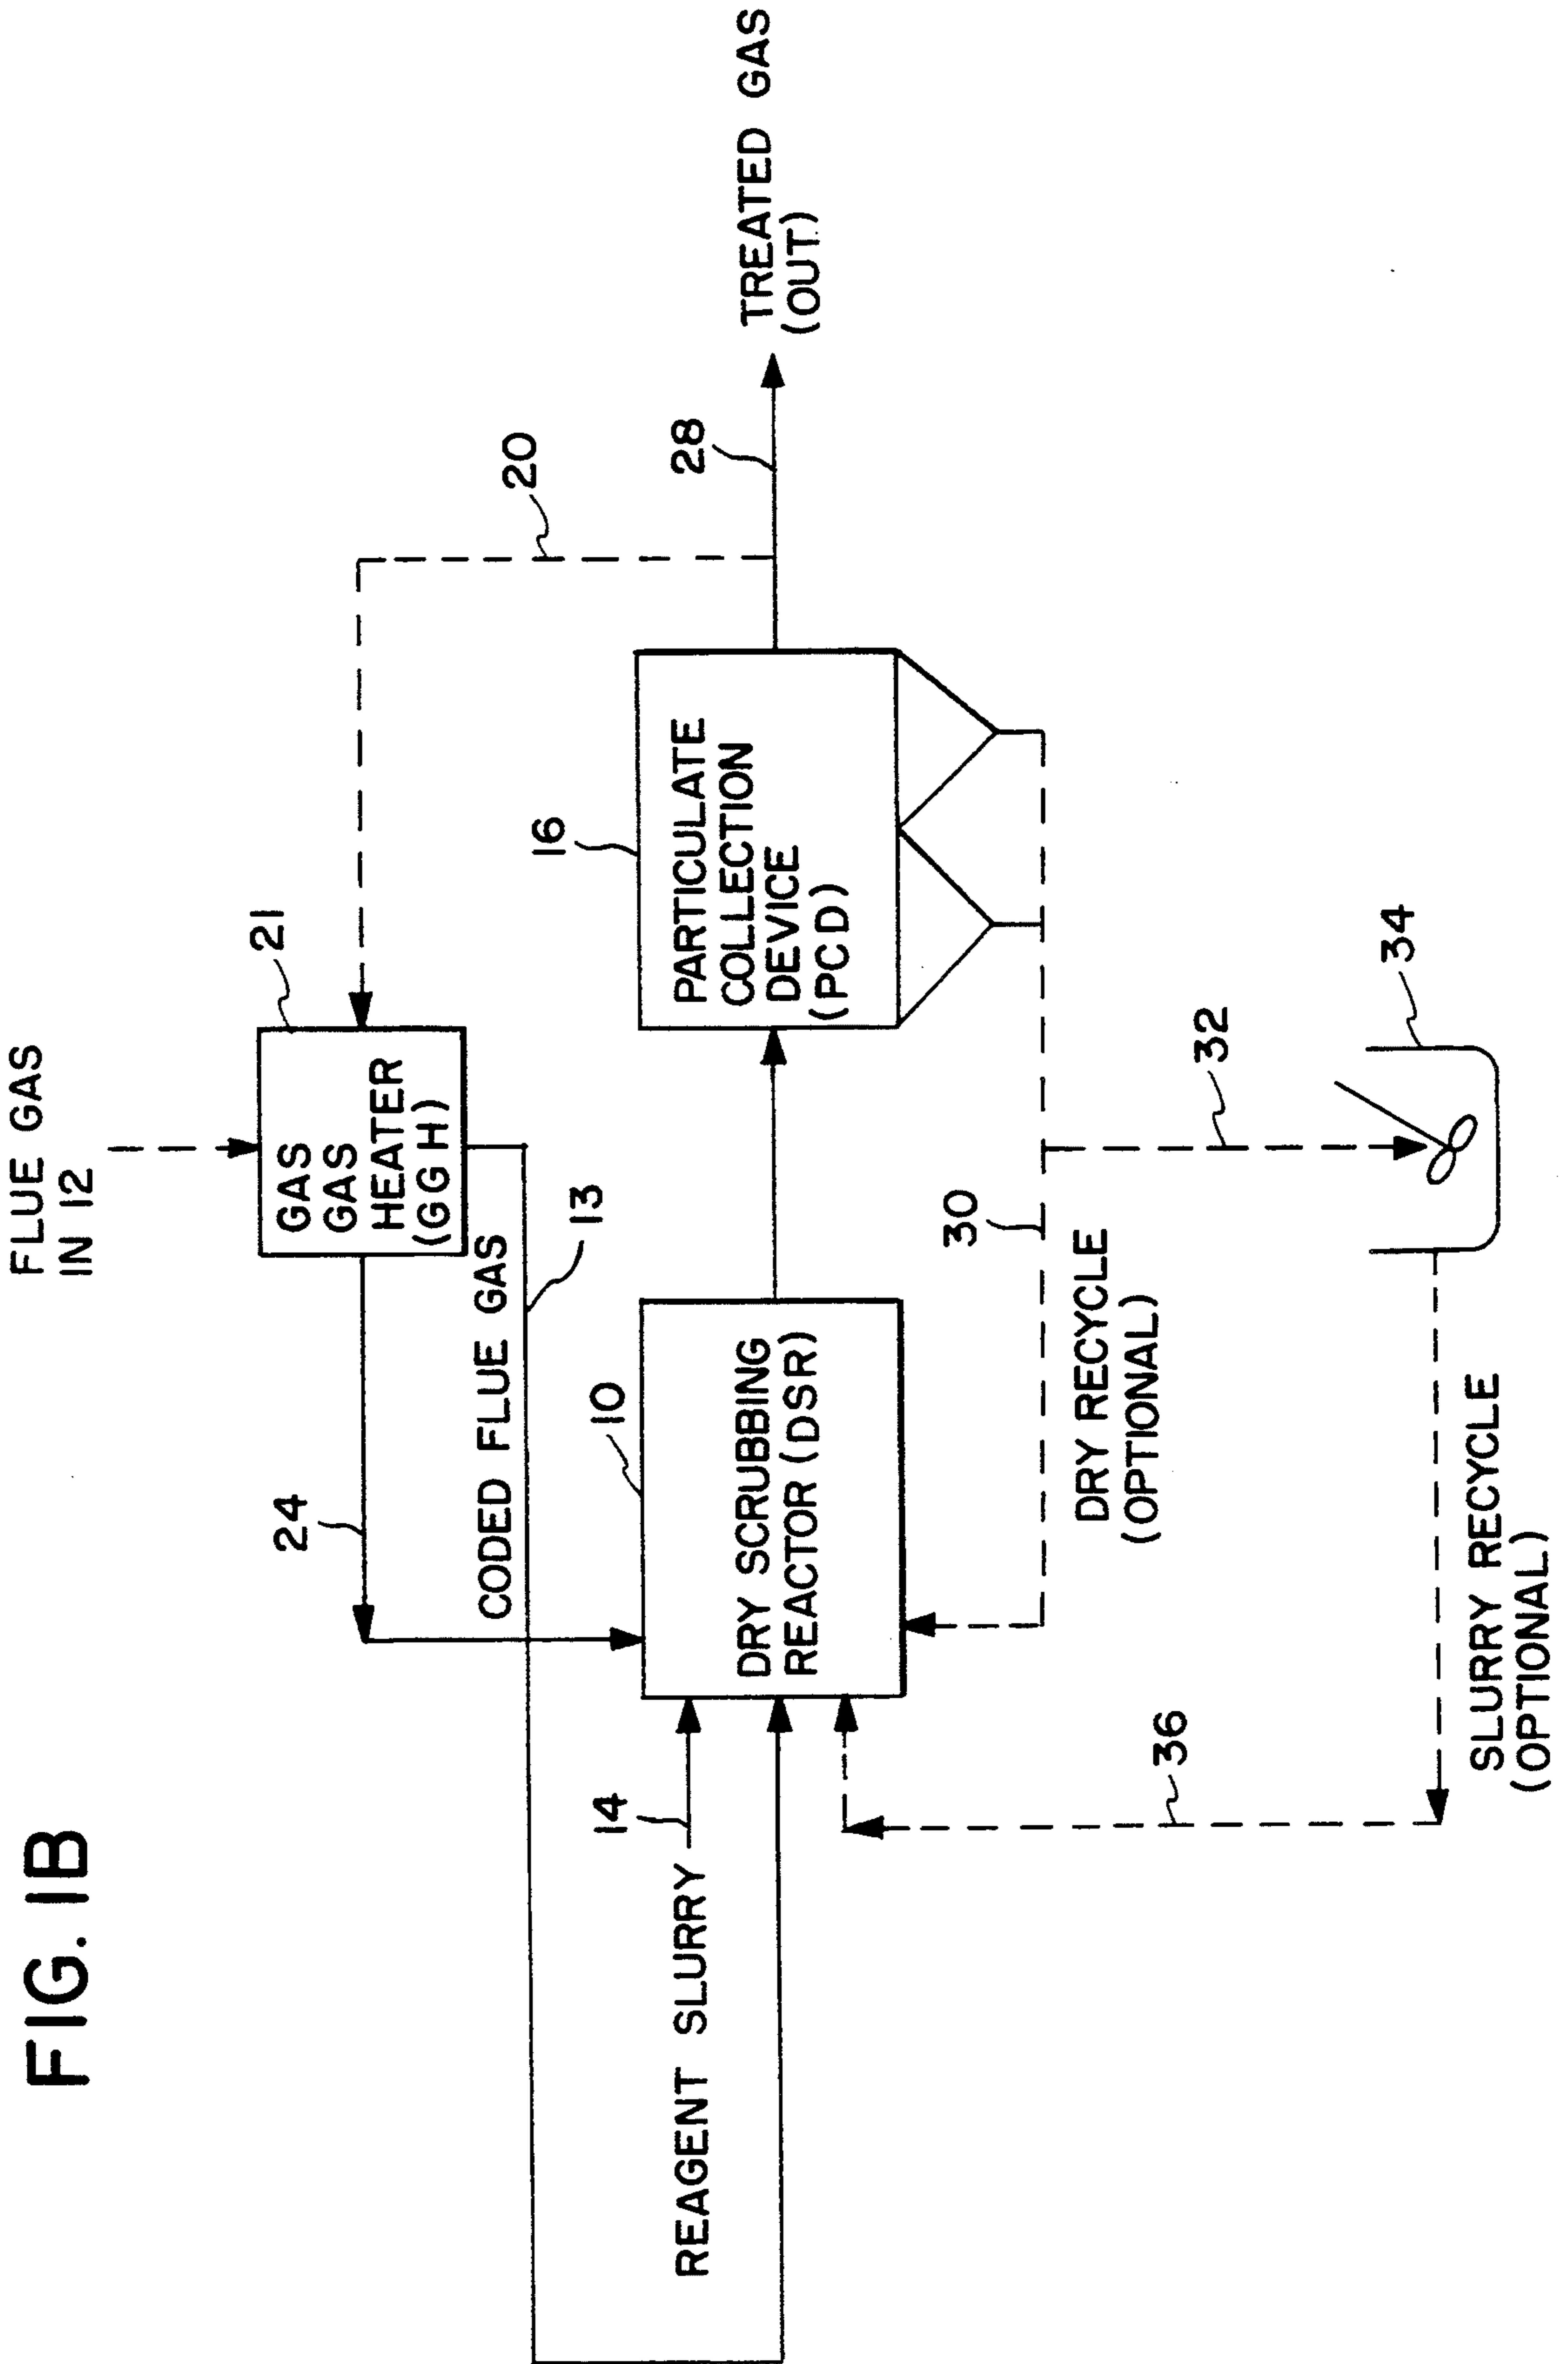 FIG. 1B
FLUE GAS
IN 12
24
GAS
GAS
HEATER
(GGH)
21
CODED FLUE GAS
13
20
REAGENT SLURRY
14
10
DRY SCRUBBING
REACTOR (DSR)
16
PARTICULATE
COLLECTION
DEVICE
(PCD)
28
TREATED GAS
(OUT)
30
DRY RECYCLE
(OPTIONAL)
32
34
36
SLURRY RECYCLE
(OPTIONAL)